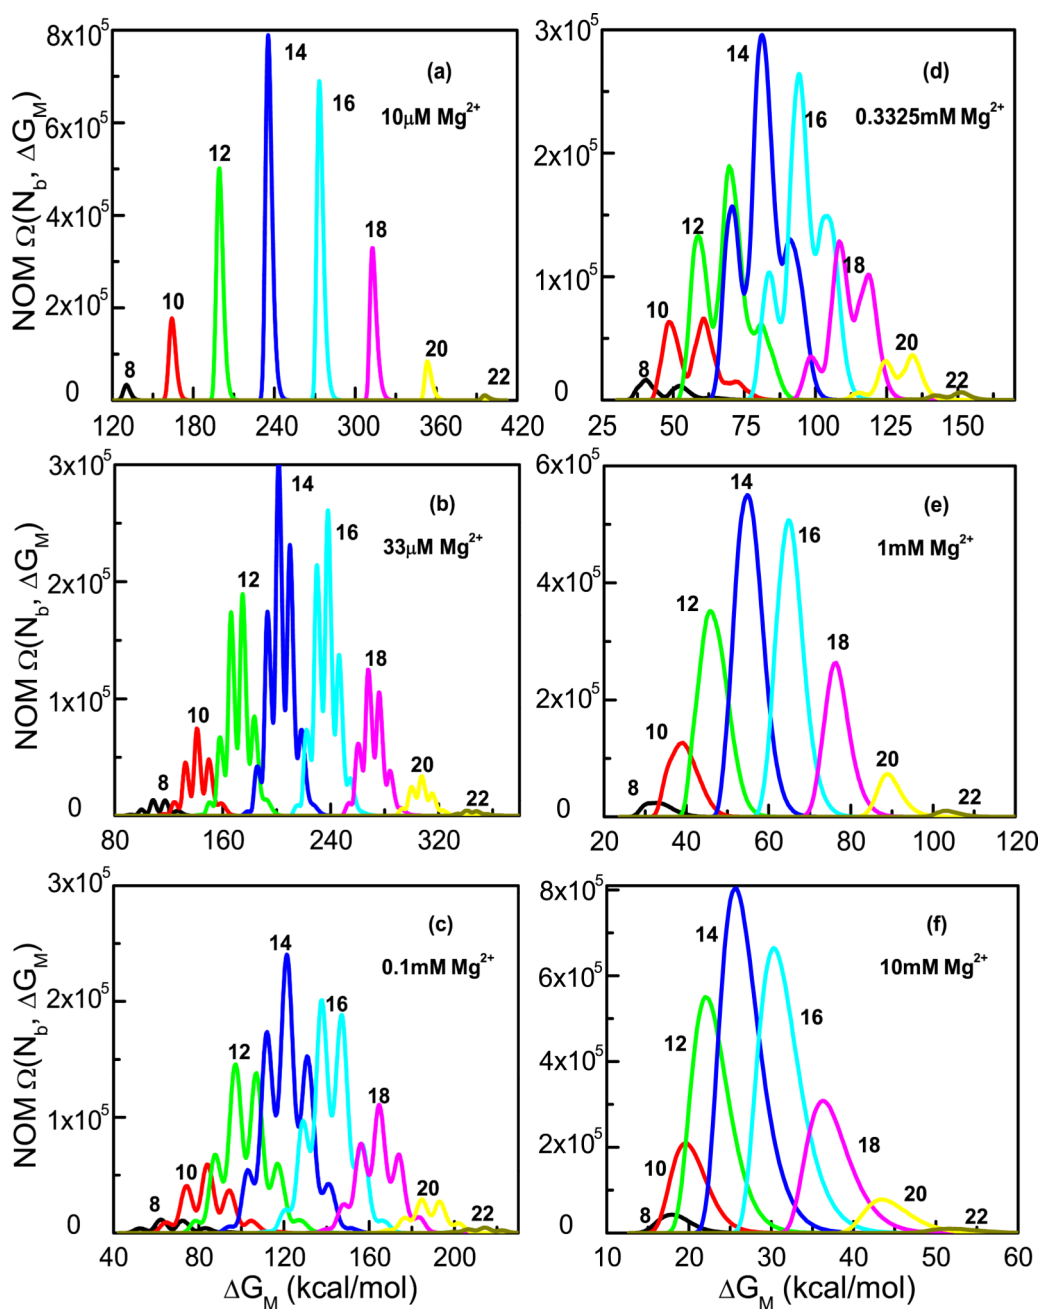 NOM Ω(N_b, ΔG_M)
8x10^5
6x10^5
4x10^5
2x10^5
0
(a)
10μM Mg^2+
8
10
12
14
16
18
20
22
120 180 240 300 360 420
3x10^5
2x10^5
1x10^5
0
(d)
0.3325mM Mg^2+
8
10
12
14
16
18
20
22
25 50 75 100 125 150
NOM Ω(N_b, ΔG_M)
3x10^5
2x10^5
1x10^5
0
(b)
33μM Mg^2+
8
10
12
14
16
18
20
22
80 160 240 320
6x10^5
4x10^5
2x10^5
0
(e)
1mM Mg^2+
8
10
12
14
16
18
20
22
20 40 60 80 100 120
NOM Ω(N_b, ΔG_M)
3x10^5
2x10^5
1x10^5
0
(c)
0.1mM Mg^2+
8
10
12
14
16
18
20
22
40 80 120 160 200
ΔG_M (kcal/mol)
8x10^5
6x10^5
4x10^5
2x10^5
0
(f)
10mM Mg^2+
8
10
12
14
16
18
20
22
10 20 30 40 50 60
ΔG_M (kcal/mol)